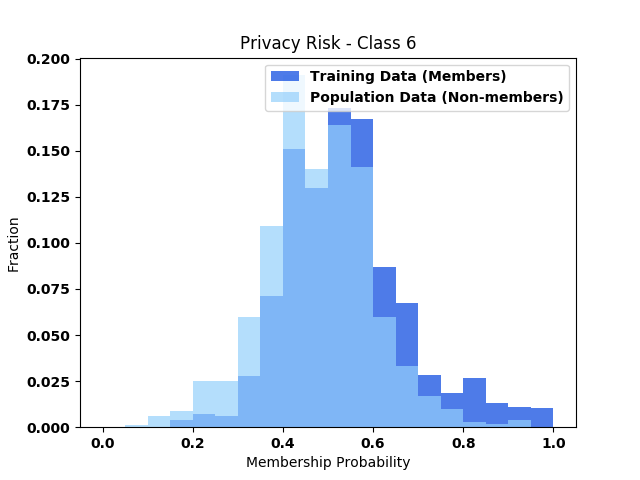 Privacy Risk - Class 6
Training Data (Members)
Population Data (Non-members)
Fraction
0.200
0.175
0.150
0.125
0.100
0.075
0.050
0.025
0.000
0.0 0.2 0.4 0.6 0.8 1.0
Membership Probability